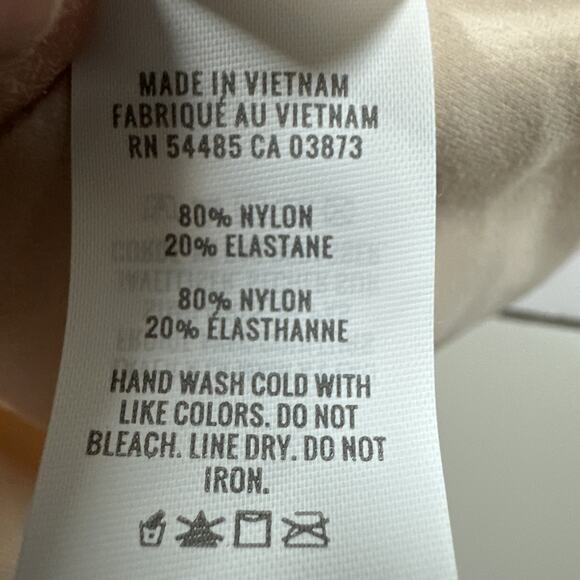 MADE IN VIETNAM
FABRIQUÉ AU VIETNAM
RN 54485 CA 03873
80% NYLON
20% ELASTANE
80% NYLON
20% ÉLASTHANNE
HAND WASH COLD WITH
LIKE COLORS. DO NOT
BLEACH. LINE DRY. DO NOT
IRON.